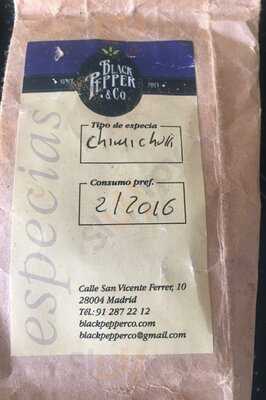 BLACK
PEPPER
& Co.
especias
Tipo de especia
Chimichurri
Consumo pref.
2/2016
Calle San Vicente Ferrer, 10
28004 Madrid
Tél.: 91 287 22 12
blackpepperco.com
blackpepperco@gmail.com